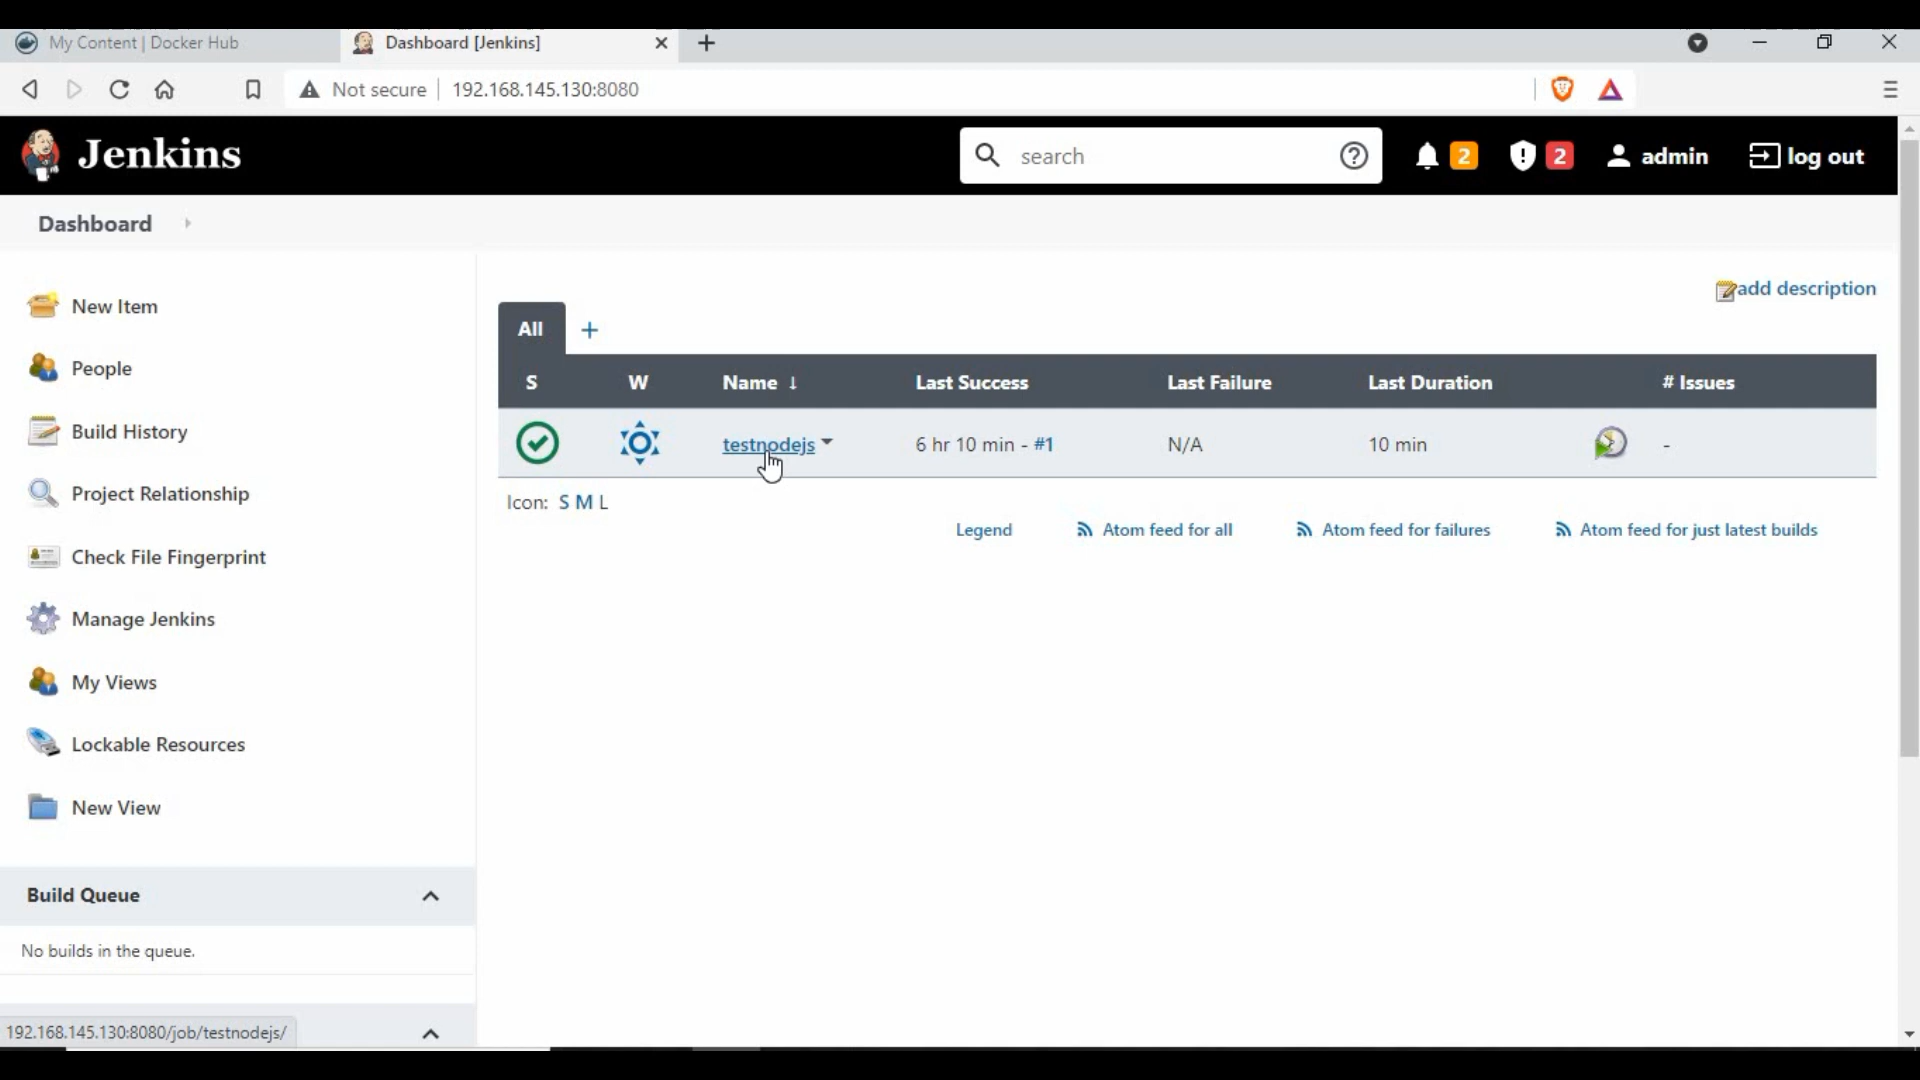 My Content | Docker Hub
Dashboard [Jenkins]
Not secure
192.168.145.130:8080
Jenkins
search
2
2
admin
log out
Dashboard
New Item
People
Build History
Project Relationship
Check File Fingerprint
Manage Jenkins
My Views
Lockable Resources
New View
Build Queue
No builds in the queue.
192.168.145.130:8080/job/testnodejs/
add description
All
+
S W Name ↓ Last Success Last Failure Last Duration # Issues
testnodejs 6 hr 10 min - #1 N/A 10 min -
Icon: S M L
Legend Atom feed for all Atom feed for failures Atom feed for just latest builds